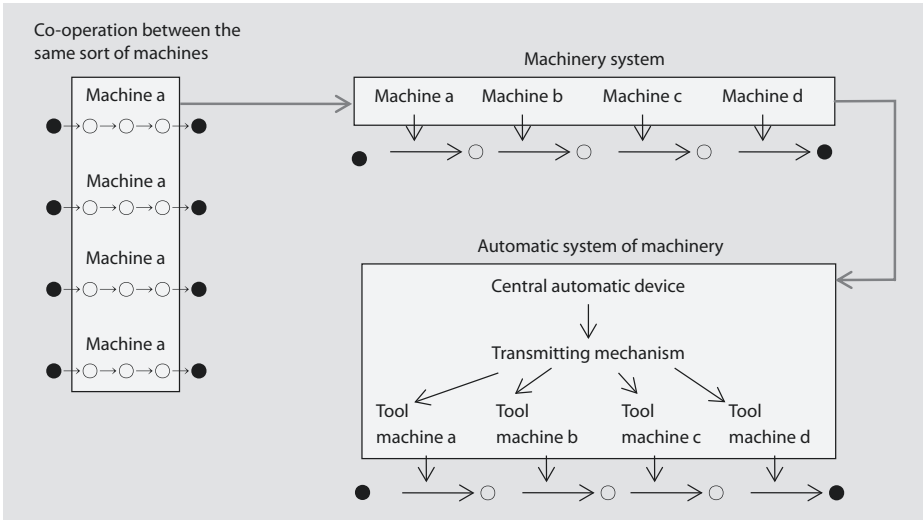 Co-operation between the
same sort of machines
Machine a
Machine a
Machine a
Machine a
Machinery system
Machine a Machine b Machine c Machine d
Automatic system of machinery
Central automatic device
Transmitting mechanism
Tool Tool Tool Tool
machine a machine b machine c machine d